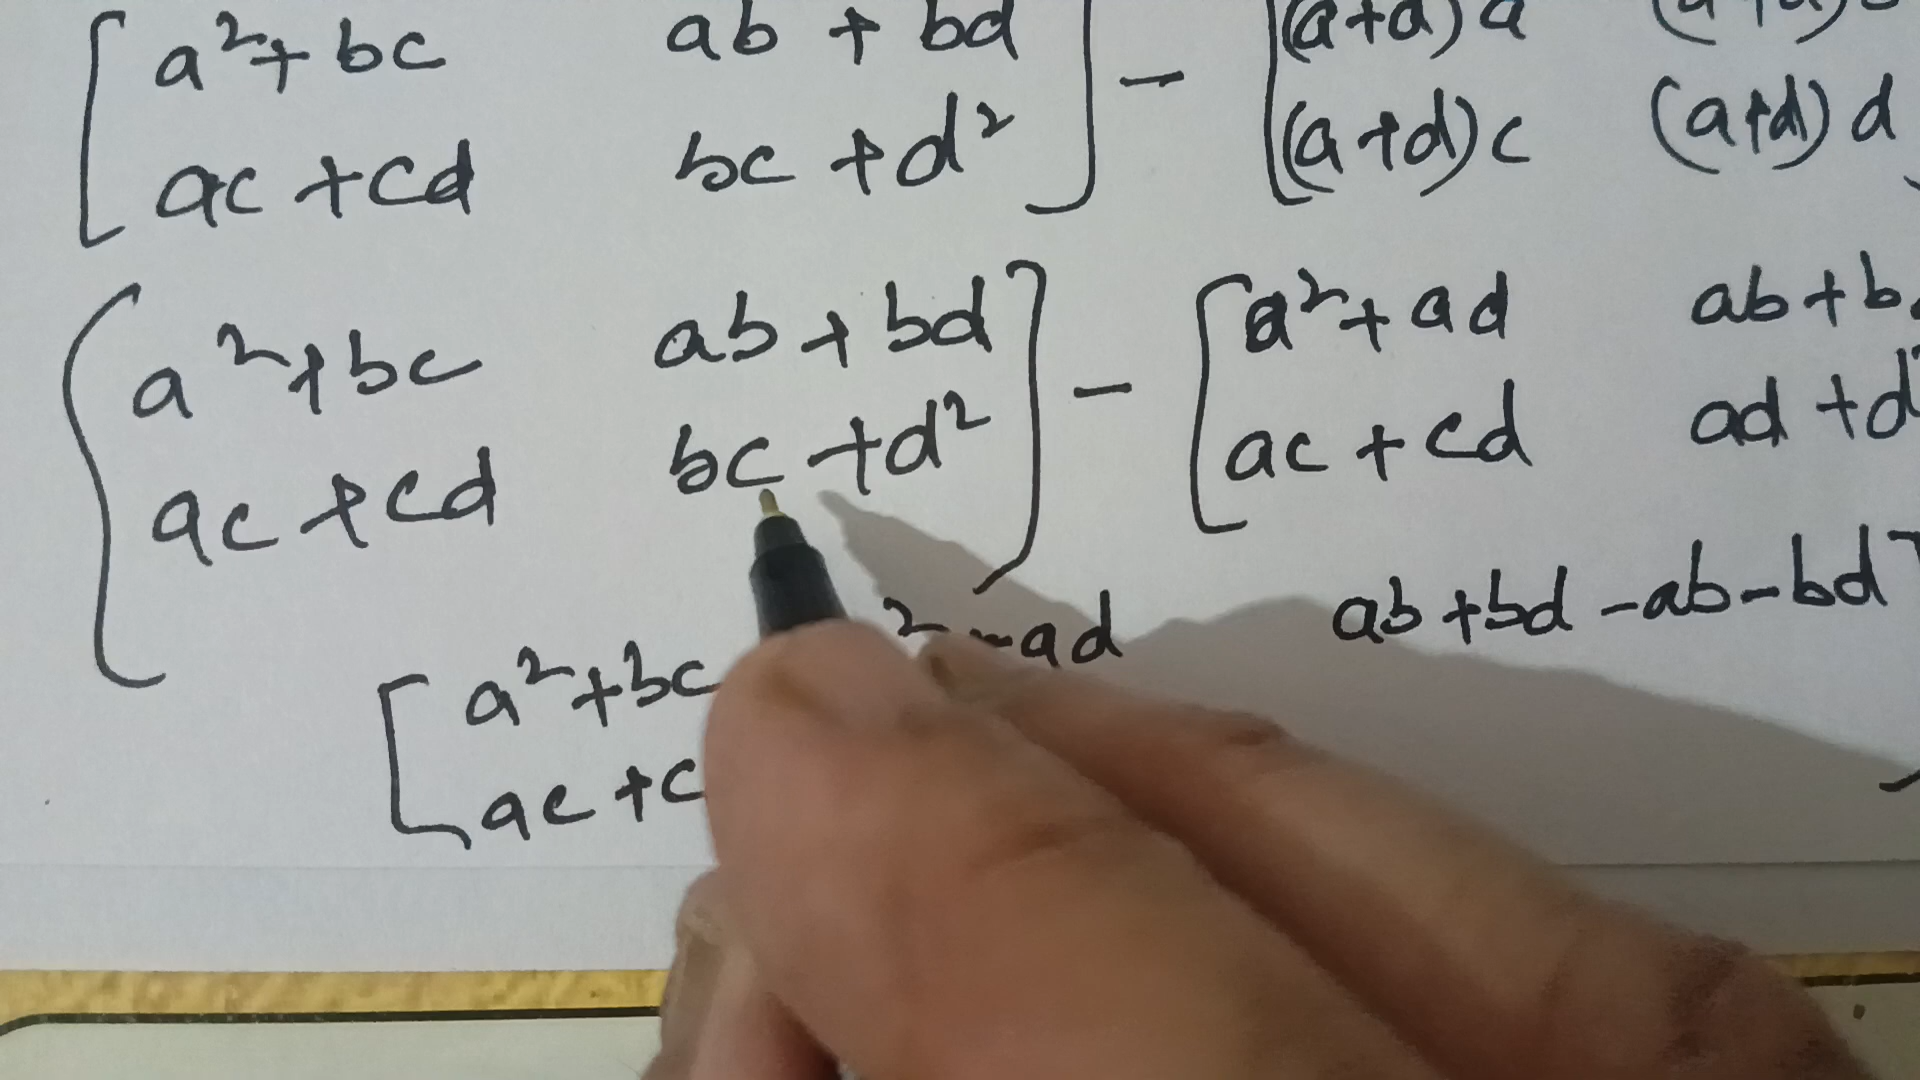 [ a²+bc ab + bd ] - [ (a+d) a
ac +cd bc +d² (a+d) c (a+d) d
( a²+bc ab + bd ] - [ a²+ ad ab +b
ac +cd bc +d² ac + cd ad +d
[ a²+bc ² -ad ab +bd -ab-bd ]
ac +c